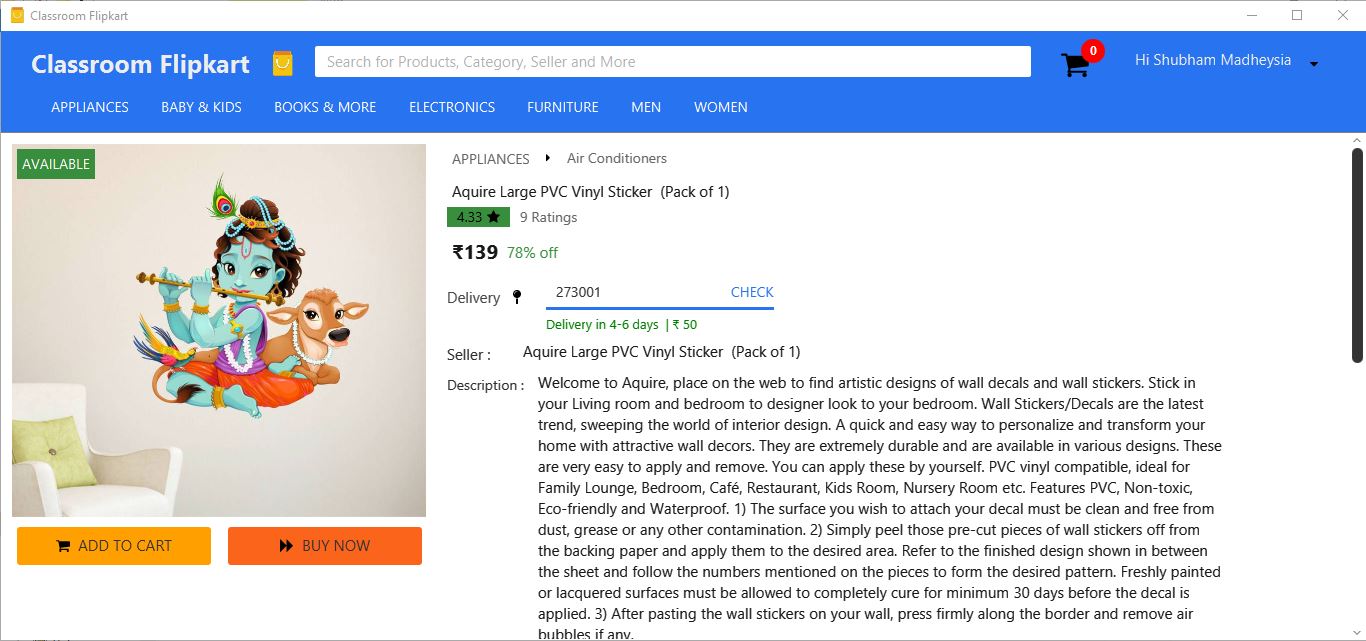 Classroom Flipkart
Classroom Flipkart
Search for Products, Category, Seller and More
0
Hi Shubham Madheysia
APPLIANCES BABY & KIDS BOOKS & MORE ELECTRONICS FURNITURE MEN WOMEN
AVAILABLE
APPLIANCES Air Conditioners
Aquire Large PVC Vinyl Sticker (Pack of 1)
4.33 ★ 9 Ratings
₹139 78% off
Delivery 273001 CHECK
Delivery in 4-6 days | ₹ 50
Seller : Aquire Large PVC Vinyl Sticker (Pack of 1)
Description : Welcome to Aquire, place on the web to find artistic designs of wall decals and wall stickers. Stick in
your Living room and bedroom to designer look to your bedroom. Wall Stickers/Decals are the latest
trend, sweeping the world of interior design. A quick and easy way to personalize and transform your
home with attractive wall decors. They are extremely durable and are available in various designs. These
are very easy to apply and remove. You can apply these by yourself. PVC vinyl compatible, ideal for
Family Lounge, Bedroom, Café, Restaurant, Kids Room, Nursery Room etc. Features PVC, Non-toxic,
Eco-friendly and Waterproof. 1) The surface you wish to attach your decal must be clean and free from
dust, grease or any other contamination. 2) Simply peel those pre-cut pieces of wall stickers off from
the backing paper and apply them to the desired area. Refer to the finished design shown in between
the sheet and follow the numbers mentioned on the pieces to form the desired pattern. Freshly painted
or lacquered surfaces must be allowed to completely cure for minimum 30 days before the decal is
applied. 3) After pasting the wall stickers on your wall, press firmly along the border and remove air
bubbles if any.
ADD TO CART BUY NOW